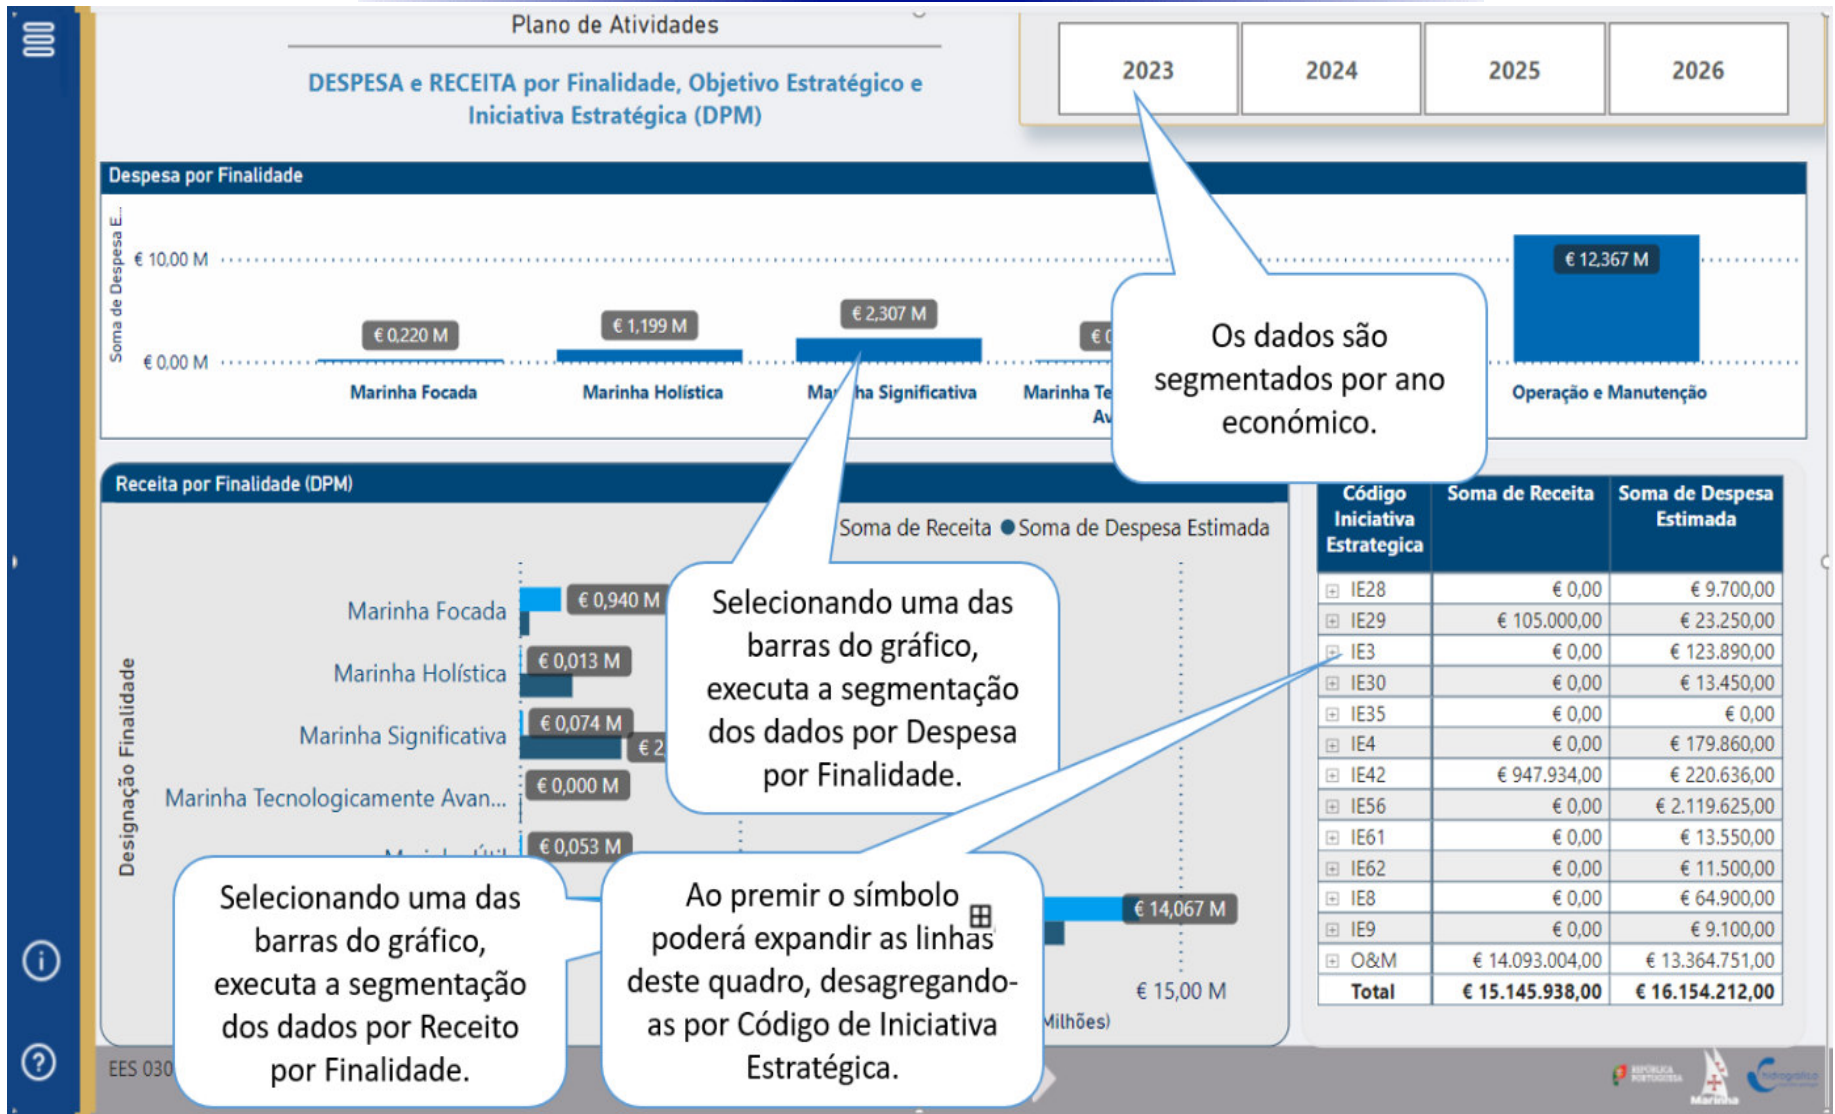 Plano de Atividades
DESPESA e RECEITA por Finalidade, Objetivo Estratégico e
Iniciativa Estratégica (DPM)
2023
2024
2025
2026
Despesa por Finalidade
Soma de Despesa E...
€ 10,00 M
€ 0,00 M
€ 0,220 M
€ 1,199 M
€ 2,307 M
€ 12,367 M
Marinha Focada
Marinha Holística
Marinha Significativa
Marinha
Operação e Manutenção
Os dados são
segmentados por ano
económico.
Receita por Finalidade (DPM)
Soma de Receita
Soma de Despesa Estimada
Designação Finalidade
Marinha Focada
€ 0,940 M
Marinha Holística
€ 0,013 M
Marinha Significativa
€ 0,074 M
€ 2,
Marinha Tecnologicamente Avan...
€ 0,000 M
€ 0,053 M
€ 14,067 M
€ 15,00 M
Milhões)
Selecionando uma das
barras do gráfico,
executa a segmentação
dos dados por Despesa
por Finalidade.
Selecionando uma das
barras do gráfico,
executa a segmentação
dos dados por Receito
por Finalidade.
Ao premir o símbolo
poderá expandir as linhas
deste quadro, desagregando-
as por Código de Iniciativa
Estratégica.
Código Iniciativa Estrategica Soma de Receita Soma de Despesa Estimada
IE28 € 0,00 € 9.700,00
IE29 € 105.000,00 € 23.250,00
IE3 € 0,00 € 123.890,00
IE30 € 0,00 € 13.450,00
IE35 € 0,00 € 0,00
IE4 € 0,00 € 179.860,00
IE42 € 947.934,00 € 220.636,00
IE56 € 0,00 € 2.119.625,00
IE61 € 0,00 € 13.550,00
IE62 € 0,00 € 11.500,00
IE8 € 0,00 € 64.900,00
IE9 € 0,00 € 9.100,00
O&M € 14.093.004,00 € 13.364.751,00
Total € 15.145.938,00 € 16.154.212,00
EES 030
REPÚBLICA
PORTUGUESA
Marinha
hidrográfico